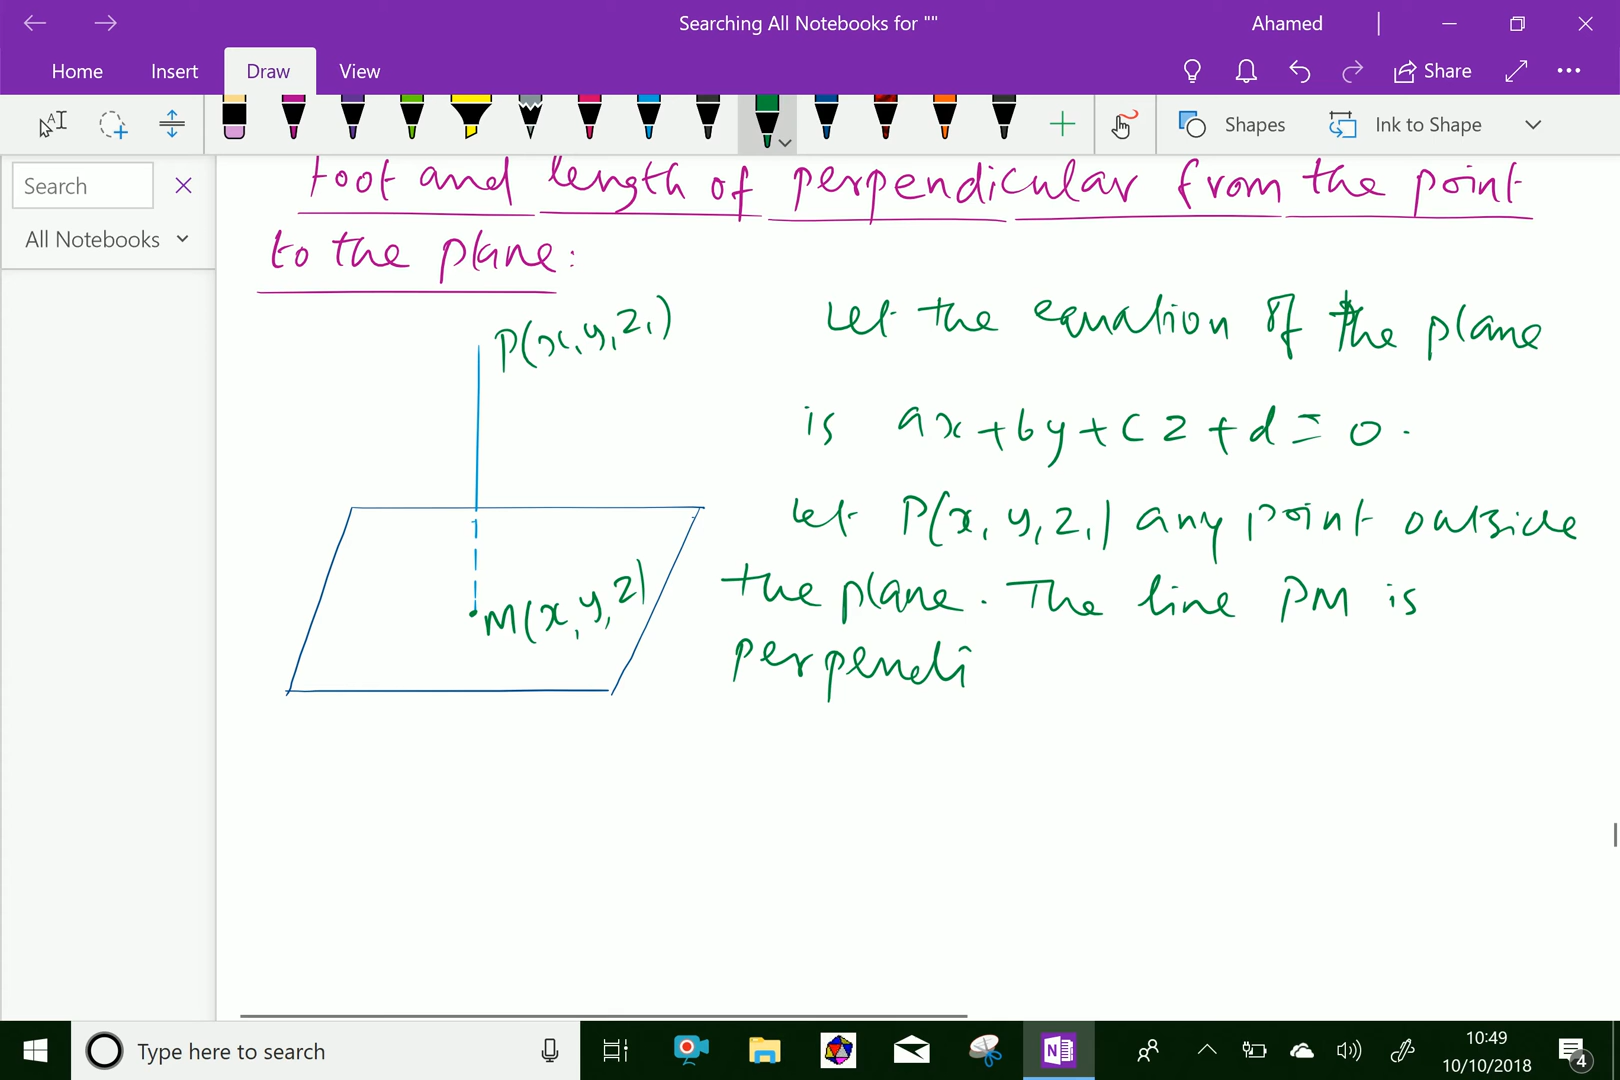 Searching All Notebooks for ""
Ahamed
Home Insert Draw View
Share
Shapes
Ink to Shape
Search
All Notebooks
Foot and length of perpendicular from the point
to the plane:
P(x₁ y₁ z₁)
M(x, y, z)
Let the equation of the plane
is ax+by+cz+d=0.
Let P(x₁ y₁ z₁) any point outside
the plane. The line PM is
perpendi
Type here to search
10:49
10/10/2018
4